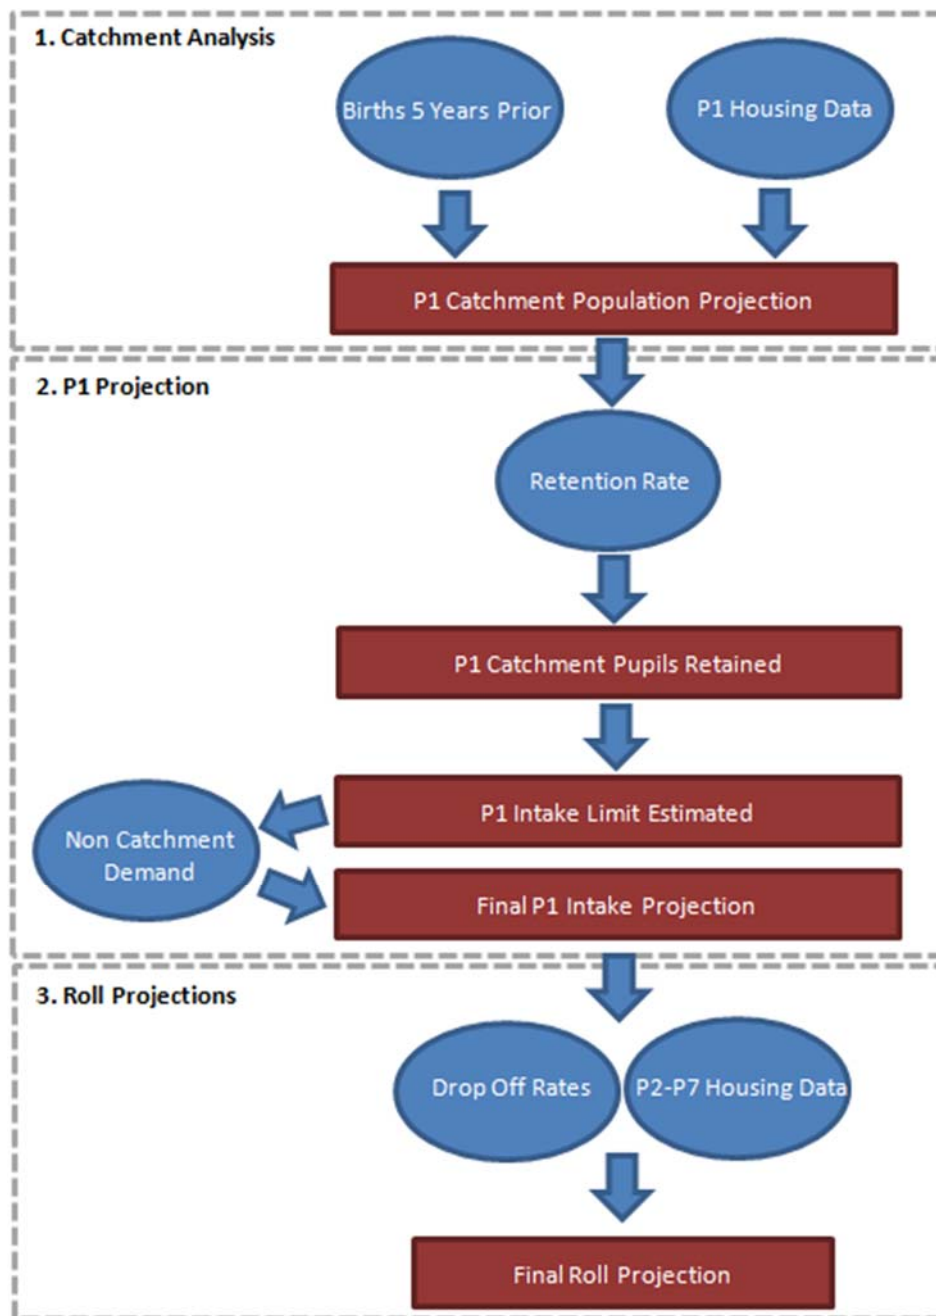 1. Catchment Analysis
Births 5 Years Prior
P1 Housing Data
P1 Catchment Population Projection
2. P1 Projection
Retention Rate
P1 Catchment Pupils Retained
P1 Intake Limit Estimated
Non Catchment
Demand
Final P1 Intake Projection
3. Roll Projections
Drop Off Rates
P2-P7 Housing Data
Final Roll Projection